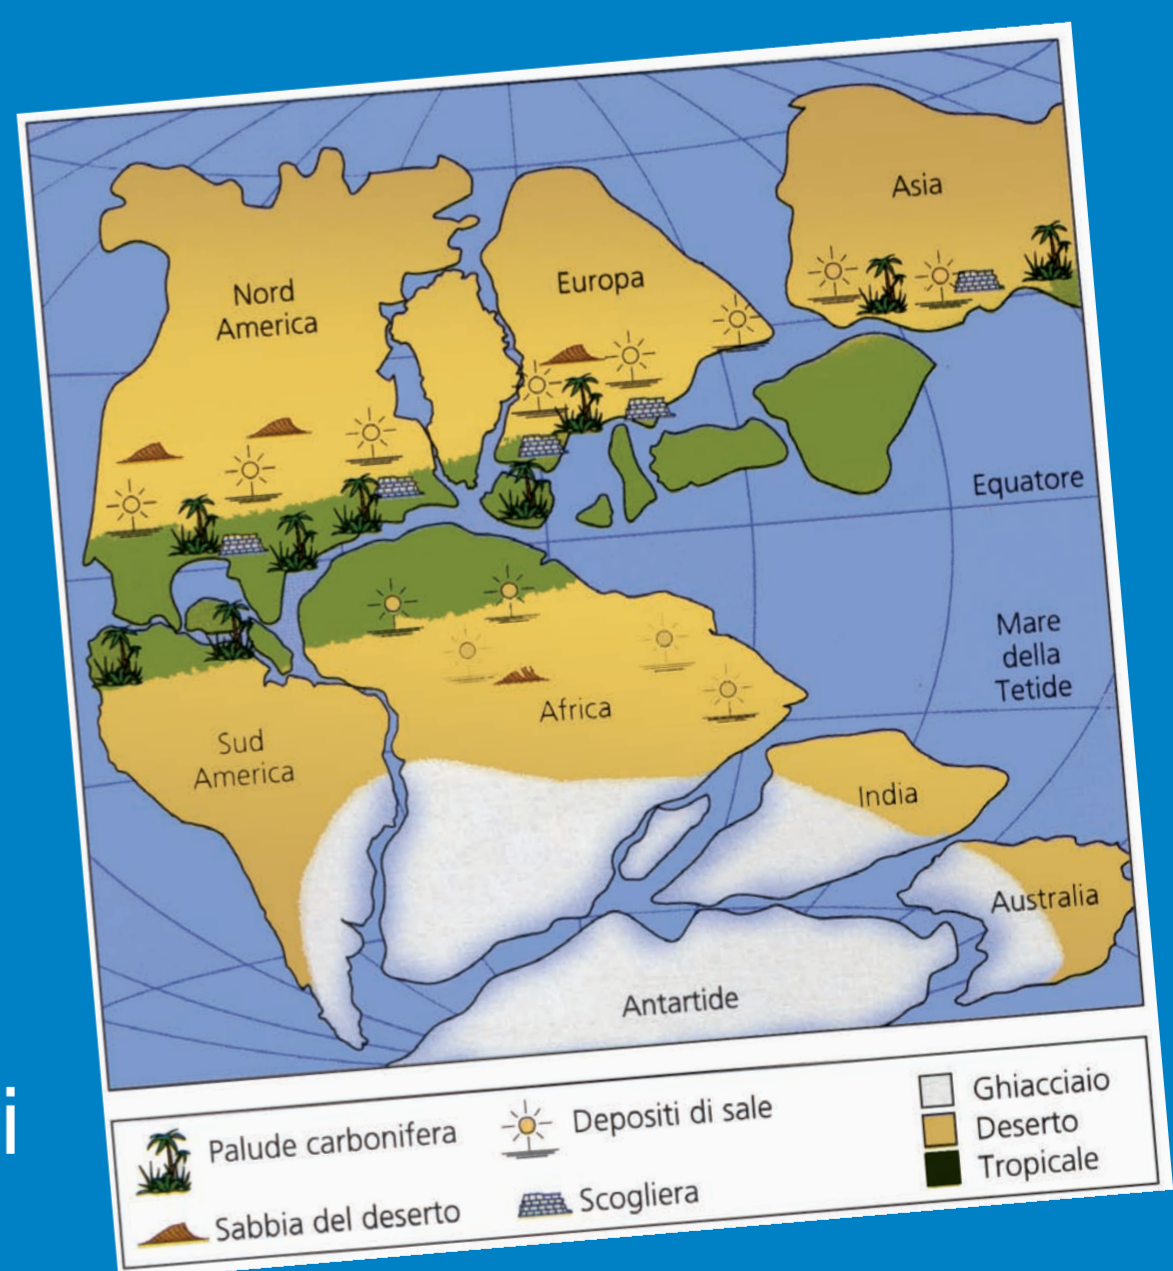 Asia
Europa
Nord
America
Equatore
Mare
della
Tetide
Africa
Sud
America
India
Australia
Antartide
i
Palude carbonifera
Depositi di sale
Ghiacciaio
Deserto
Tropicale
Sabbia del deserto
Scogliera